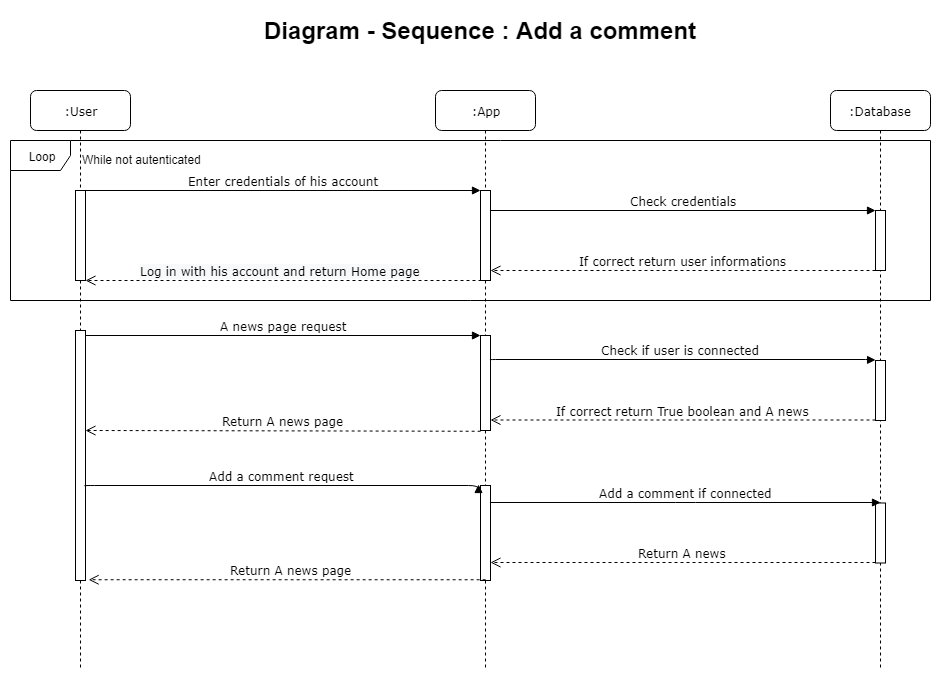 Diagram - Sequence : Add a comment
:User
:App
:Database
Loop
While not autenticated
Enter credentials of his account
Check credentials
If correct return user informations
Log in with his account and return Home page
A news page request
Check if user is connected
If correct return True boolean and A news
Return A news page
Add a comment request
Add a comment if connected
Return A news
Return A news page